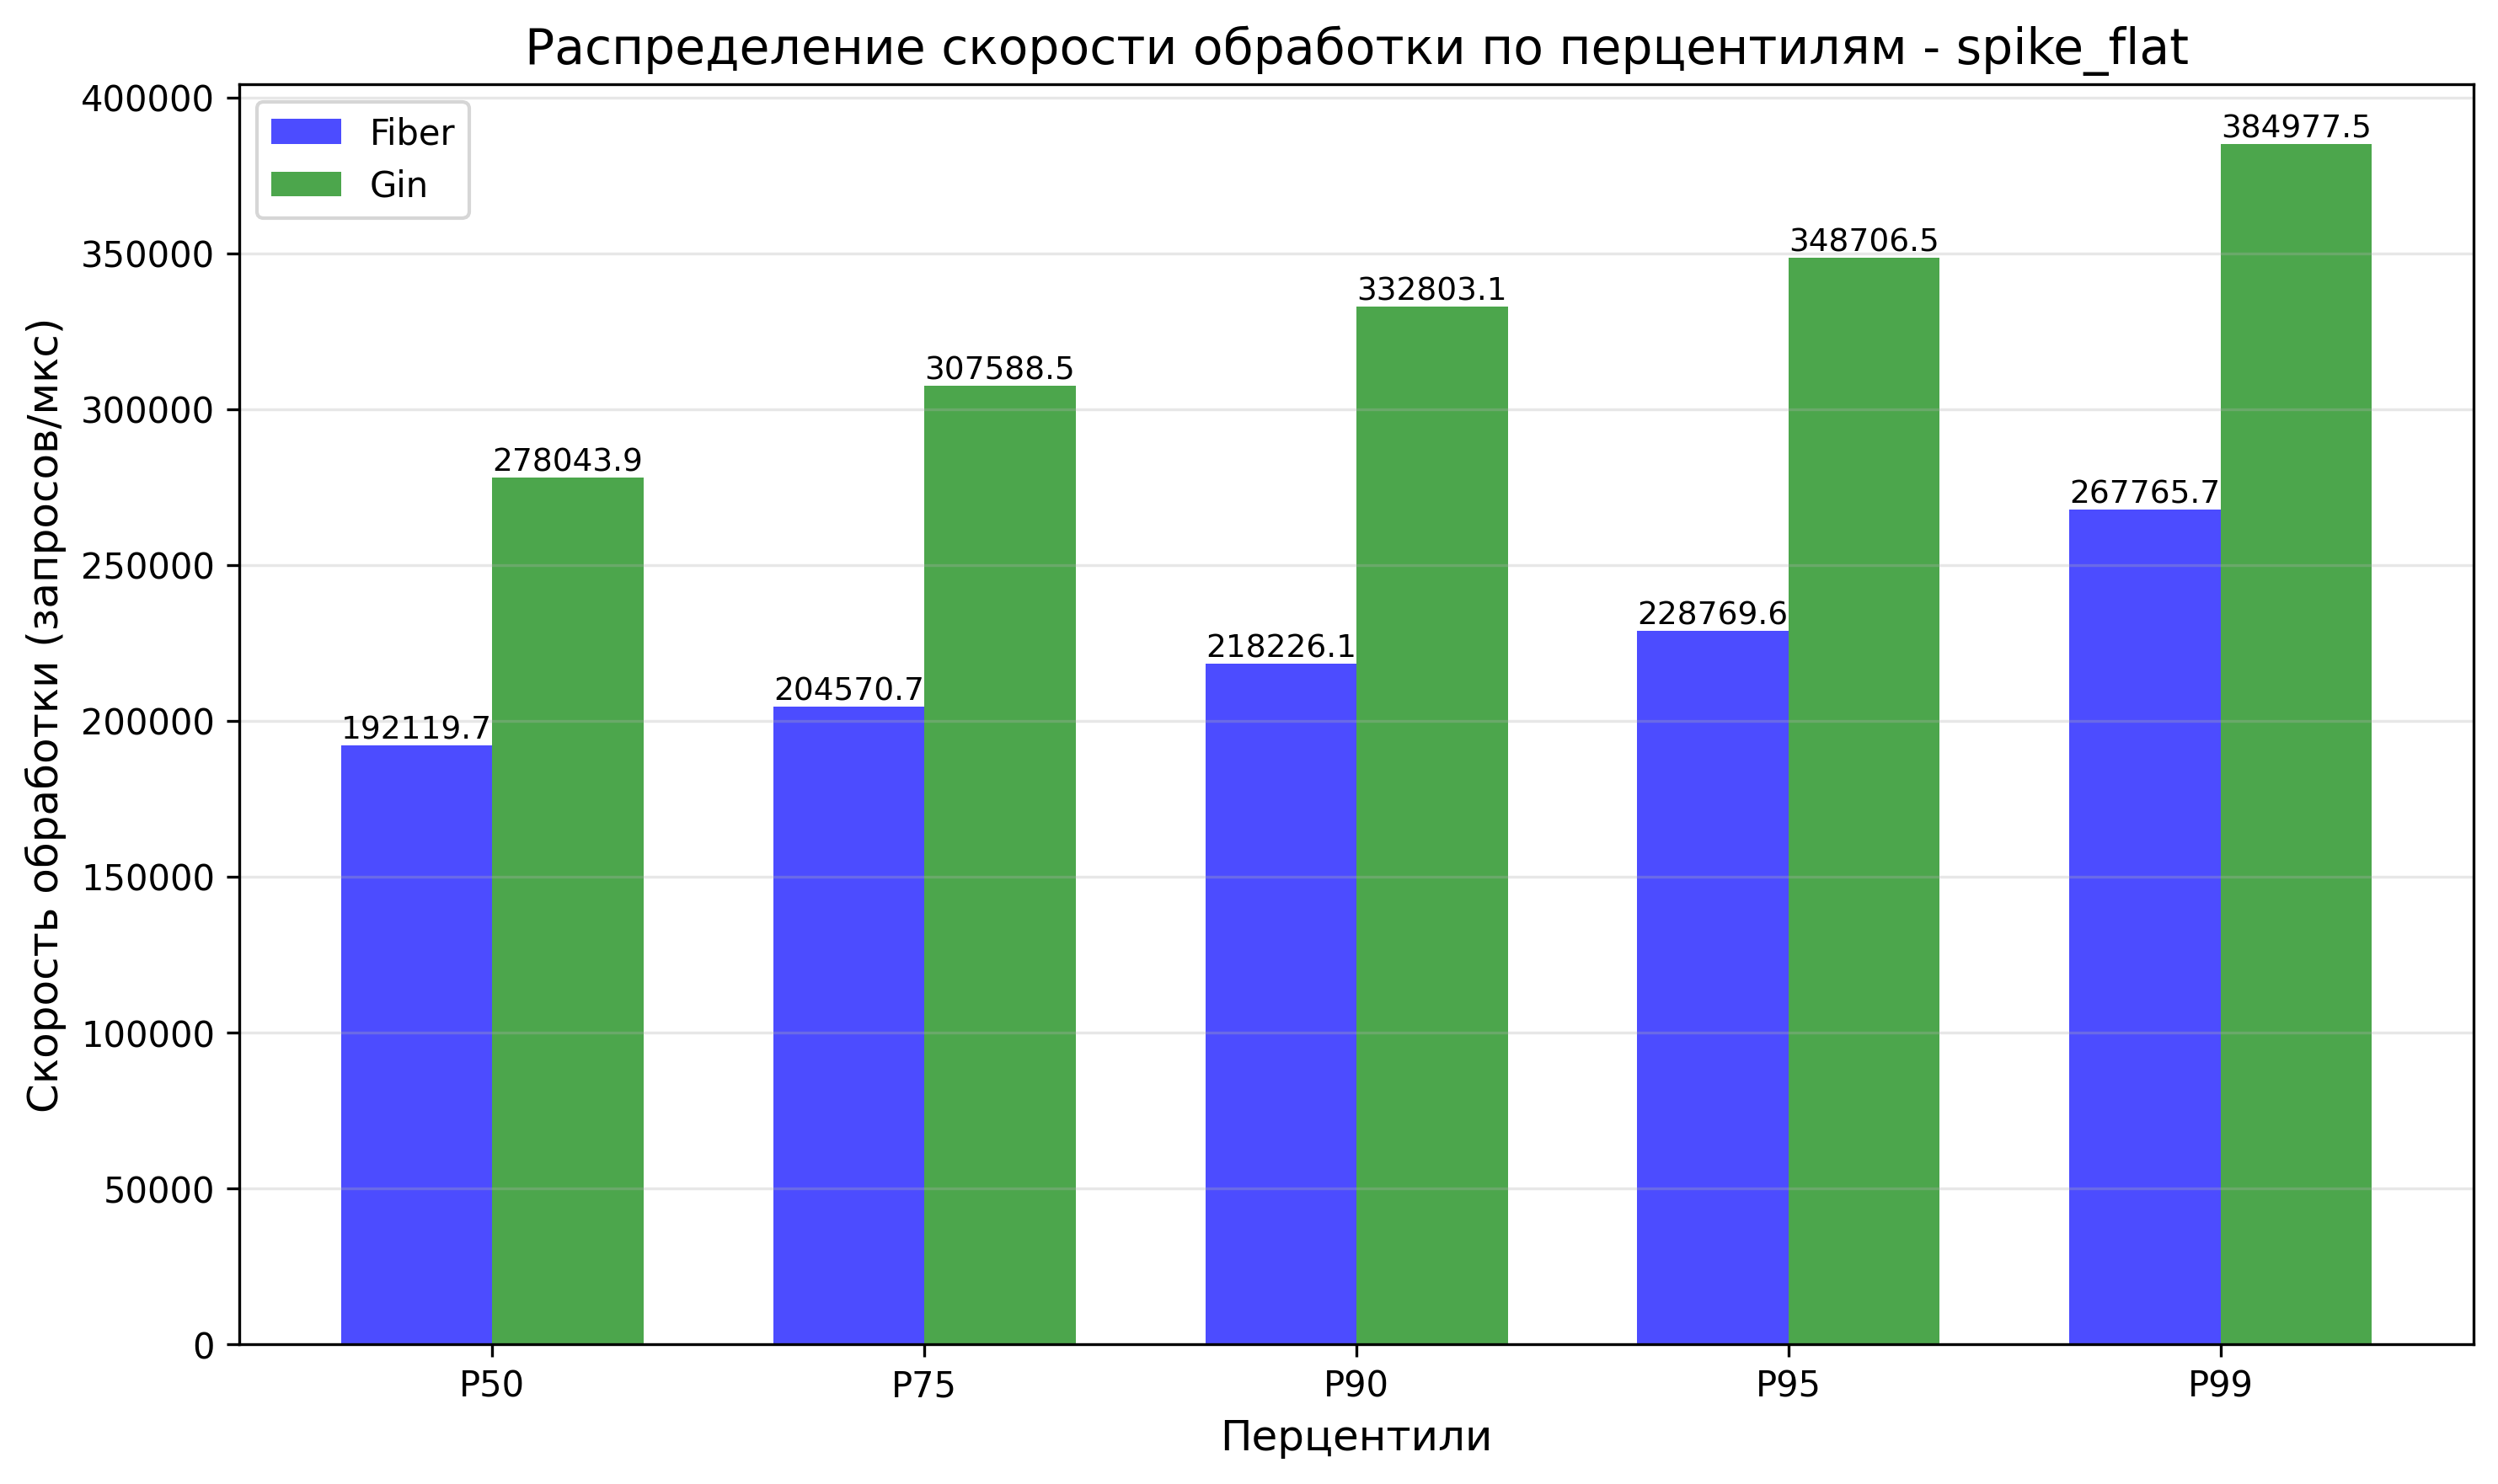 Распределение скорости обработки по перцентилям - spike_flat
Скорость обработки (запросов/мкс)
400000
350000
300000
250000
200000
150000
100000
50000
0
Fiber
Gin
192119.7
278043.9
204570.7
307588.5
218226.1
332803.1
228769.6
348706.5
267765.7
384977.5
P50
P75
P90
P95
P99
Перцентили